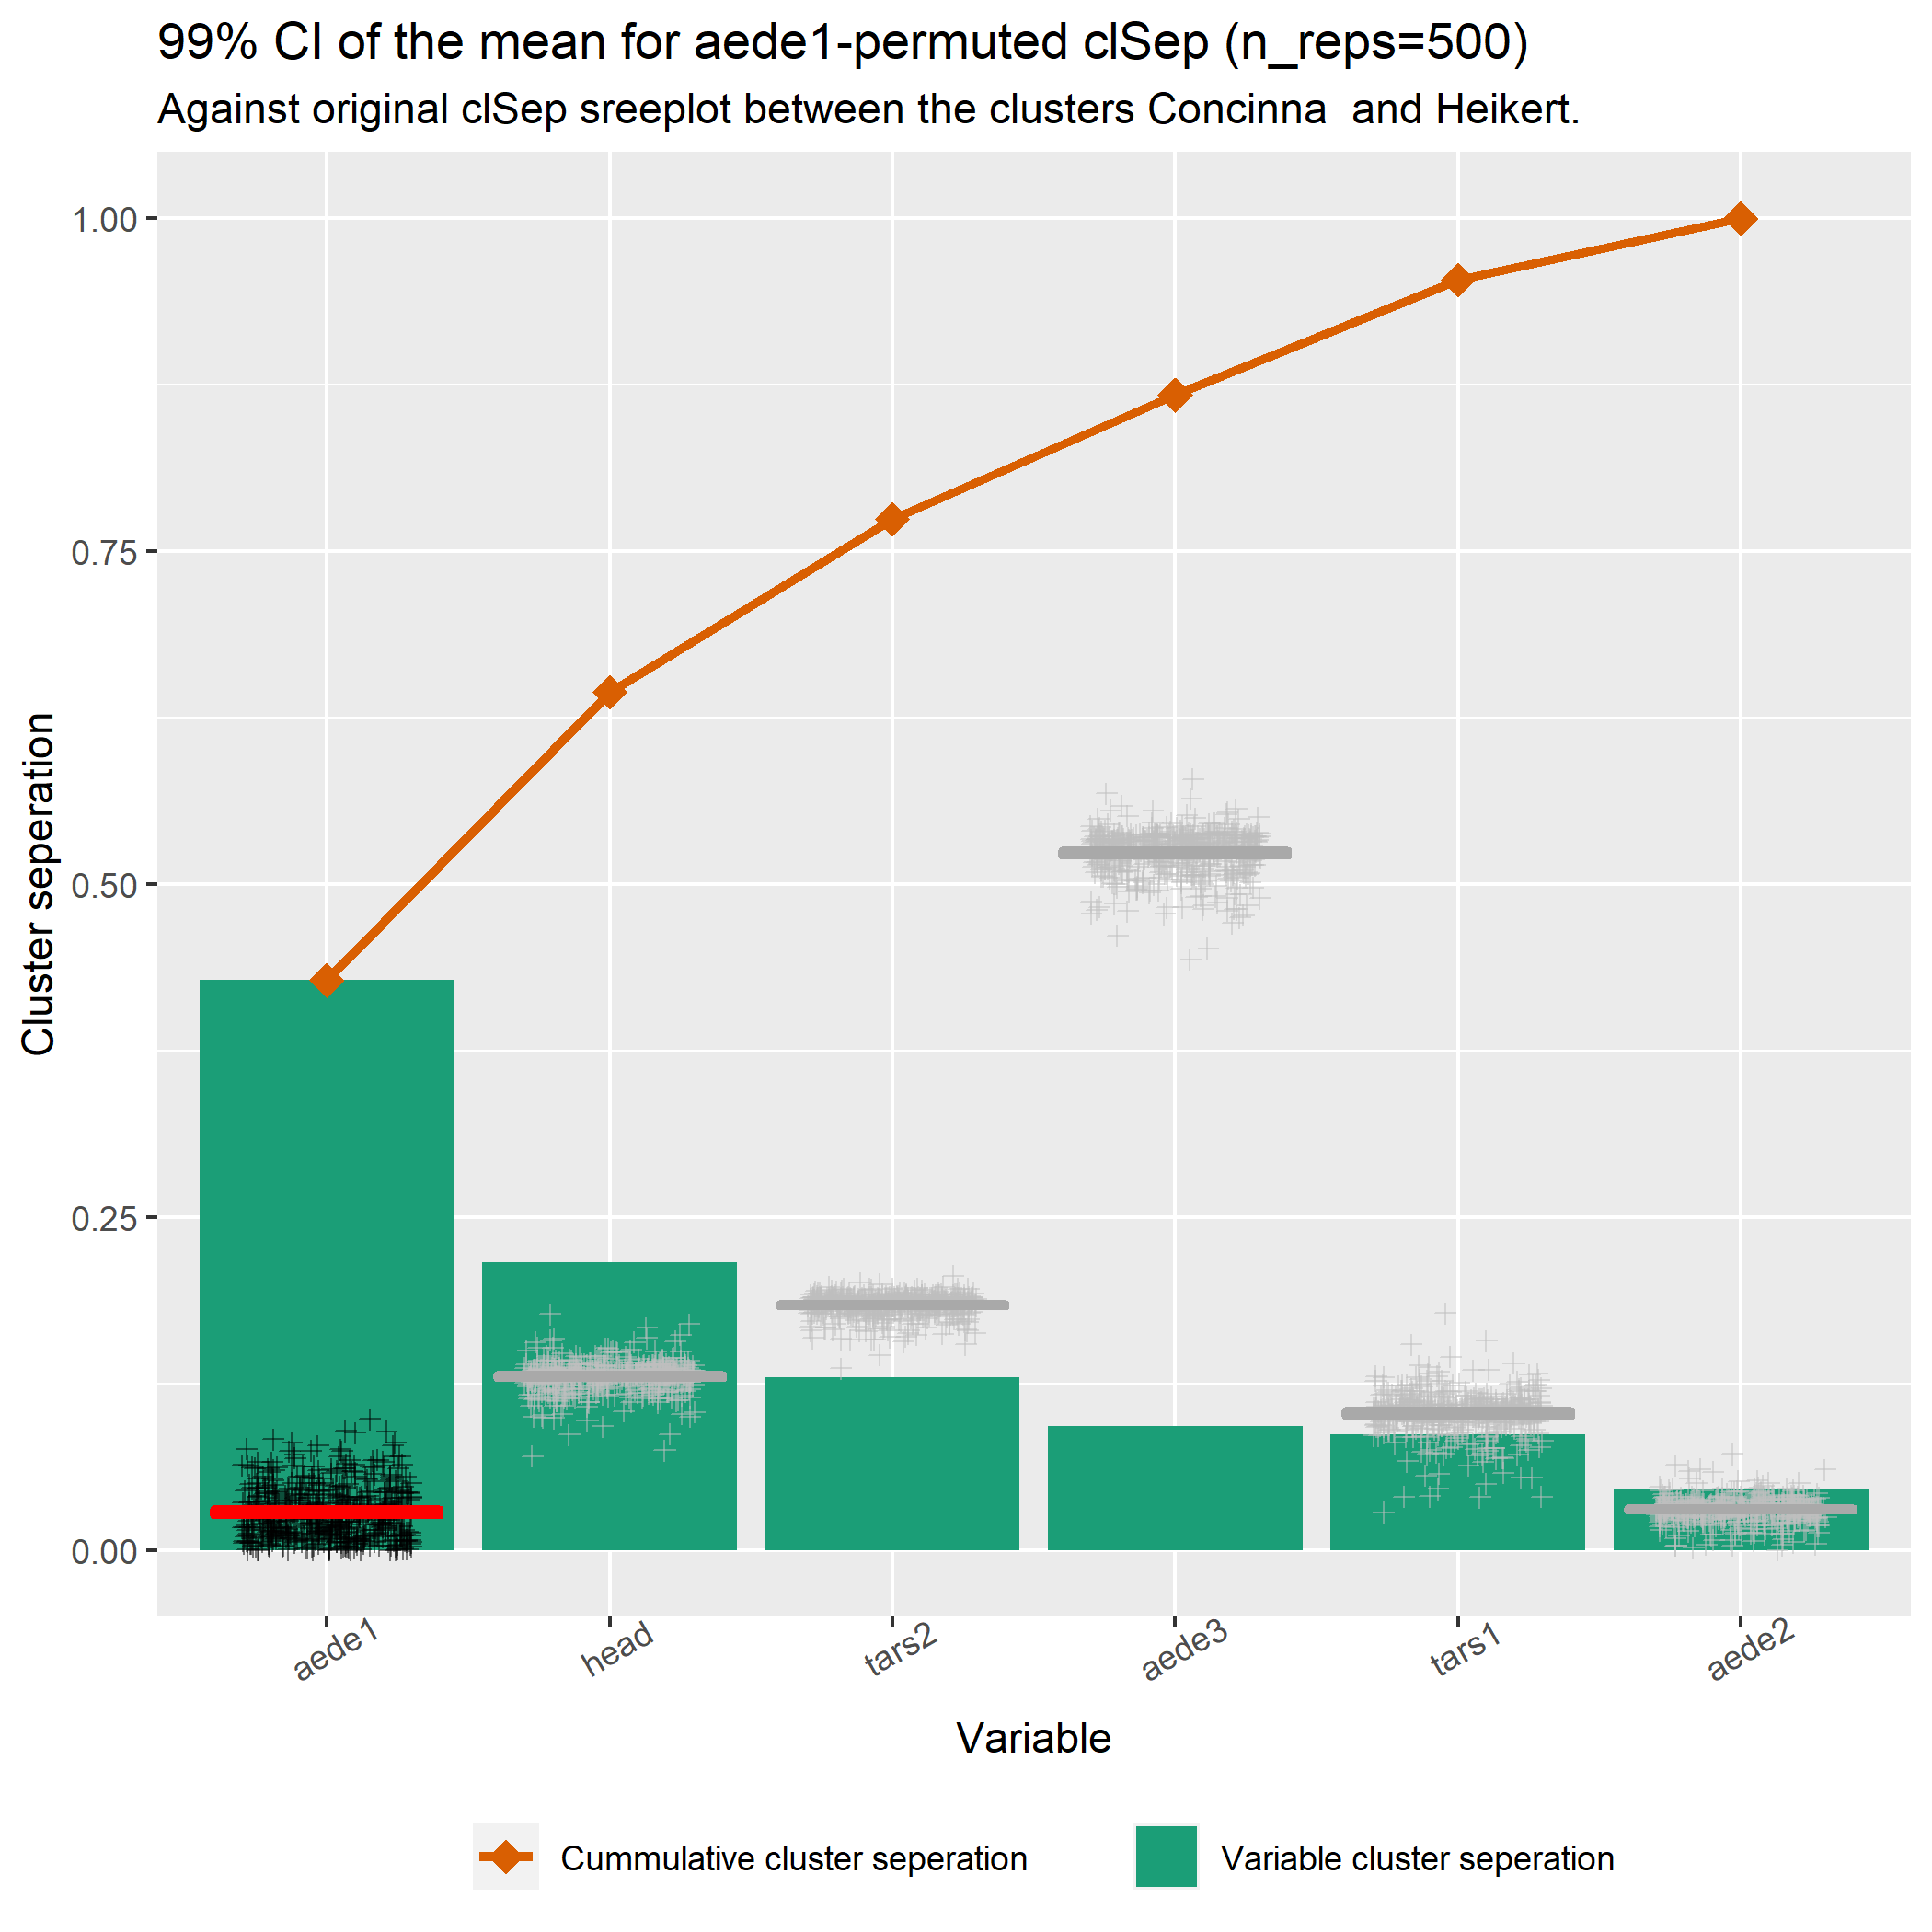 99% CI of the mean for aede1-permuted clSep (n_reps=500)
Against original clSep sreeplot between the clusters Concinna  and Heikert.
Cluster seperation
1.00
0.75
0.50
0.25
0.00
aede1
head
tars2
aede3
tars1
aede2
Variable
Cummulative cluster seperation
Variable cluster seperation